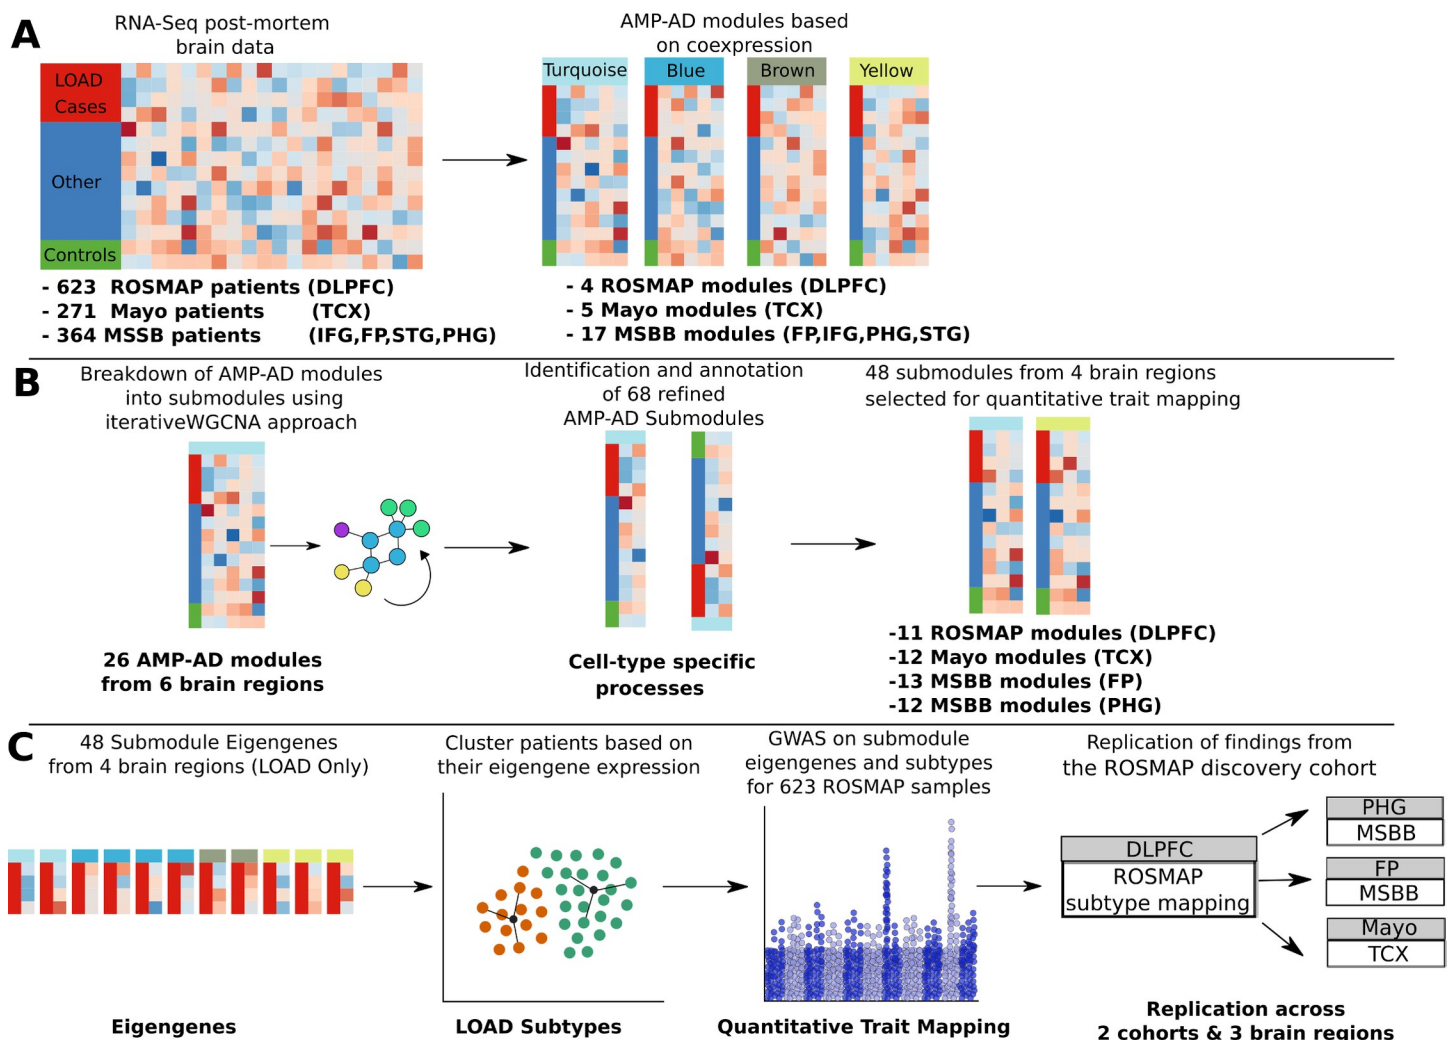 A
RNA-Seq post-mortem
brain data
LOAD
Cases
Other
Controls
- 623 ROSMAP patients (DLPFC)
- 271 Mayo patients (TCX)
- 364 MSSB patients (IFG,FP,STG,PHG)
AMP-AD modules based
on coexpression
Turquoise Blue Brown Yellow
- 4 ROSMAP modules (DLPFC)
- 5 Mayo modules (TCX)
- 17 MSBB modules (FP,IFG,PHG,STG)
B
Breakdown of AMP-AD modules
into submodules using
iterativeWGCNA approach
26 AMP-AD modules
from 6 brain regions
Identification and annotation
of 68 refined
AMP-AD Submodules
Cell-type specific
processes
48 submodules from 4 brain regions
selected for quantitative trait mapping
-11 ROSMAP modules (DLPFC)
-12 Mayo modules (TCX)
-13 MSBB modules (FP)
-12 MSBB modules (PHG)
C
48 Submodule Eigengenes
from 4 brain regions (LOAD Only)
Eigengenes
Cluster patients based on
their eigengene expression
LOAD Subtypes
GWAS on submodule
eigengenes and subtypes
for 623 ROSMAP samples
Quantitative Trait Mapping
Replication of findings from
the ROSMAP discovery cohort
DLPFC
ROSMAP
subtype mapping
PHG
MSBB
FP
MSBB
Mayo
TCX
Replication across
2 cohorts & 3 brain regions